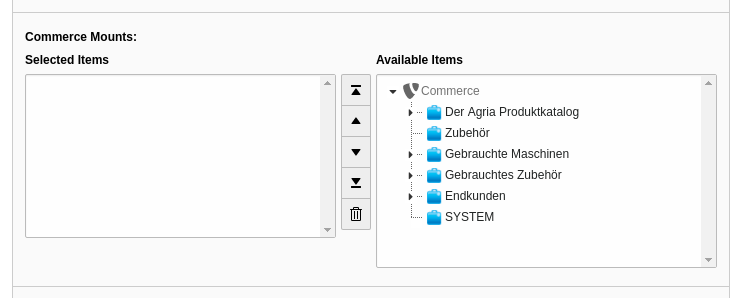 Commerce Mounts:
Selected Items
Available Items
Commerce
Der Agria Produktkatalog
Zubehör
Gebrauchte Maschinen
Gebrauchtes Zubehör
Endkunden
SYSTEM